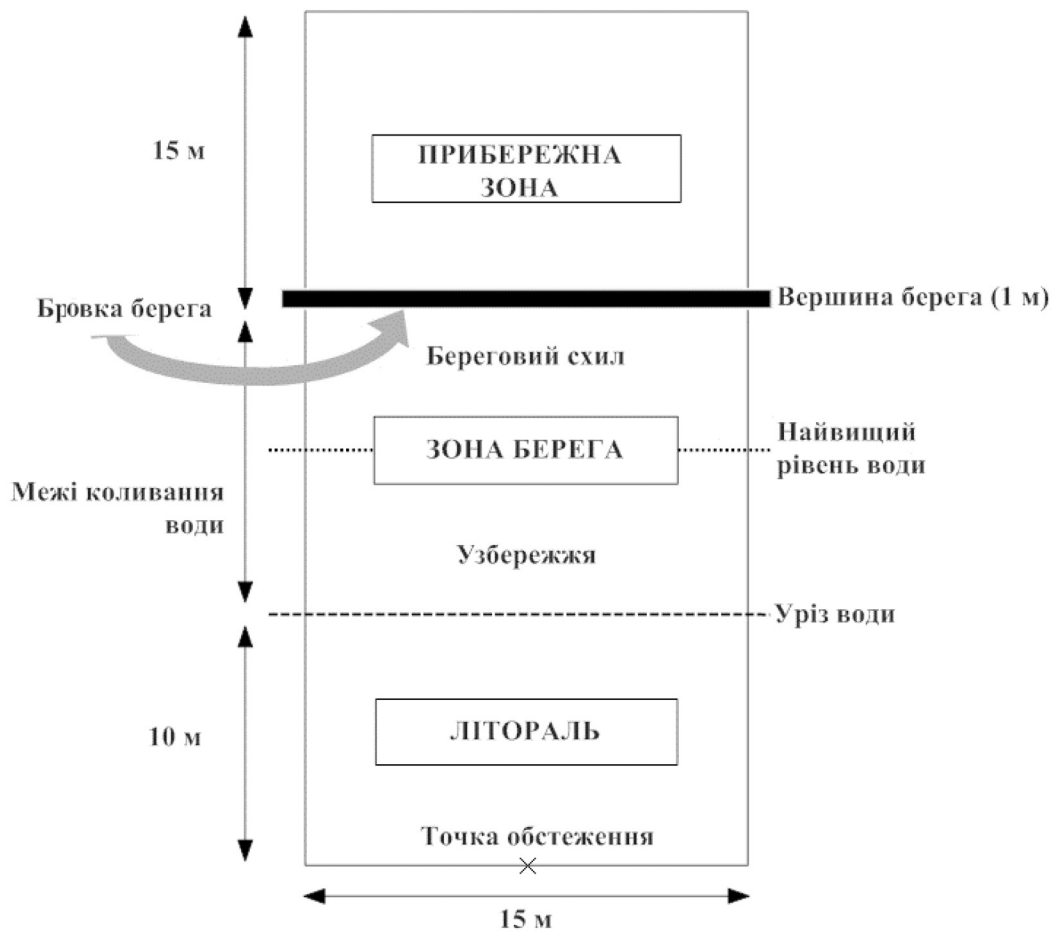 15 м
ПРИБЕРЕЖНА
ЗОНА
Бровка берега
Вершина берега (1 м)
Береговий схил
ЗОНА БЕРЕГА
Найвищий
рівень води
Межі коливання
води
Узбережжя
Уріз води
10 м
ЛІТОРАЛЬ
Точка обстеження
15 м